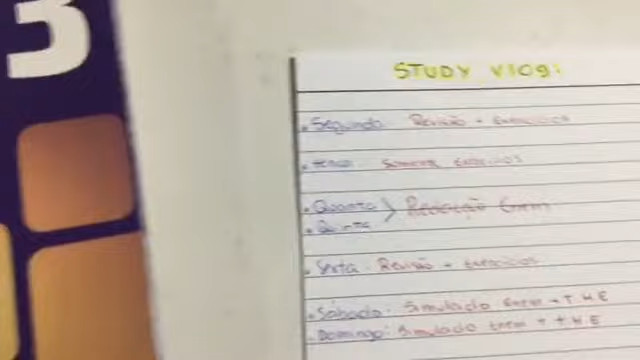 3
STUDY VLOG:
. Segunda Revisão + Exercícios
. terça somente exercícios
. Quarta > Redação Enem
. Quinta
. Sexta - Revisão + exercícios
. Sábado: Simulado Enem + T H E
. Domingo: Simulado Enem + T H E